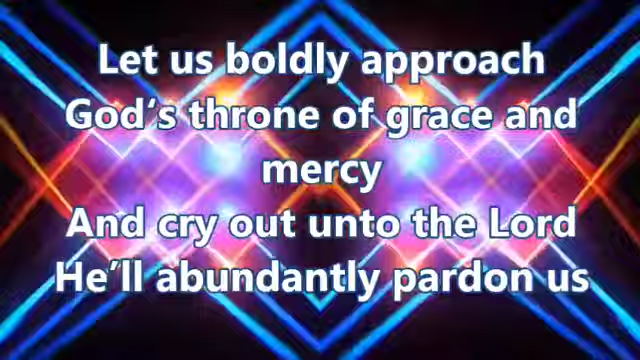 Let us boldly approach
God‘s throne of grace and
mercy
And cry out unto the Lord
He’ll abundantly pardon us